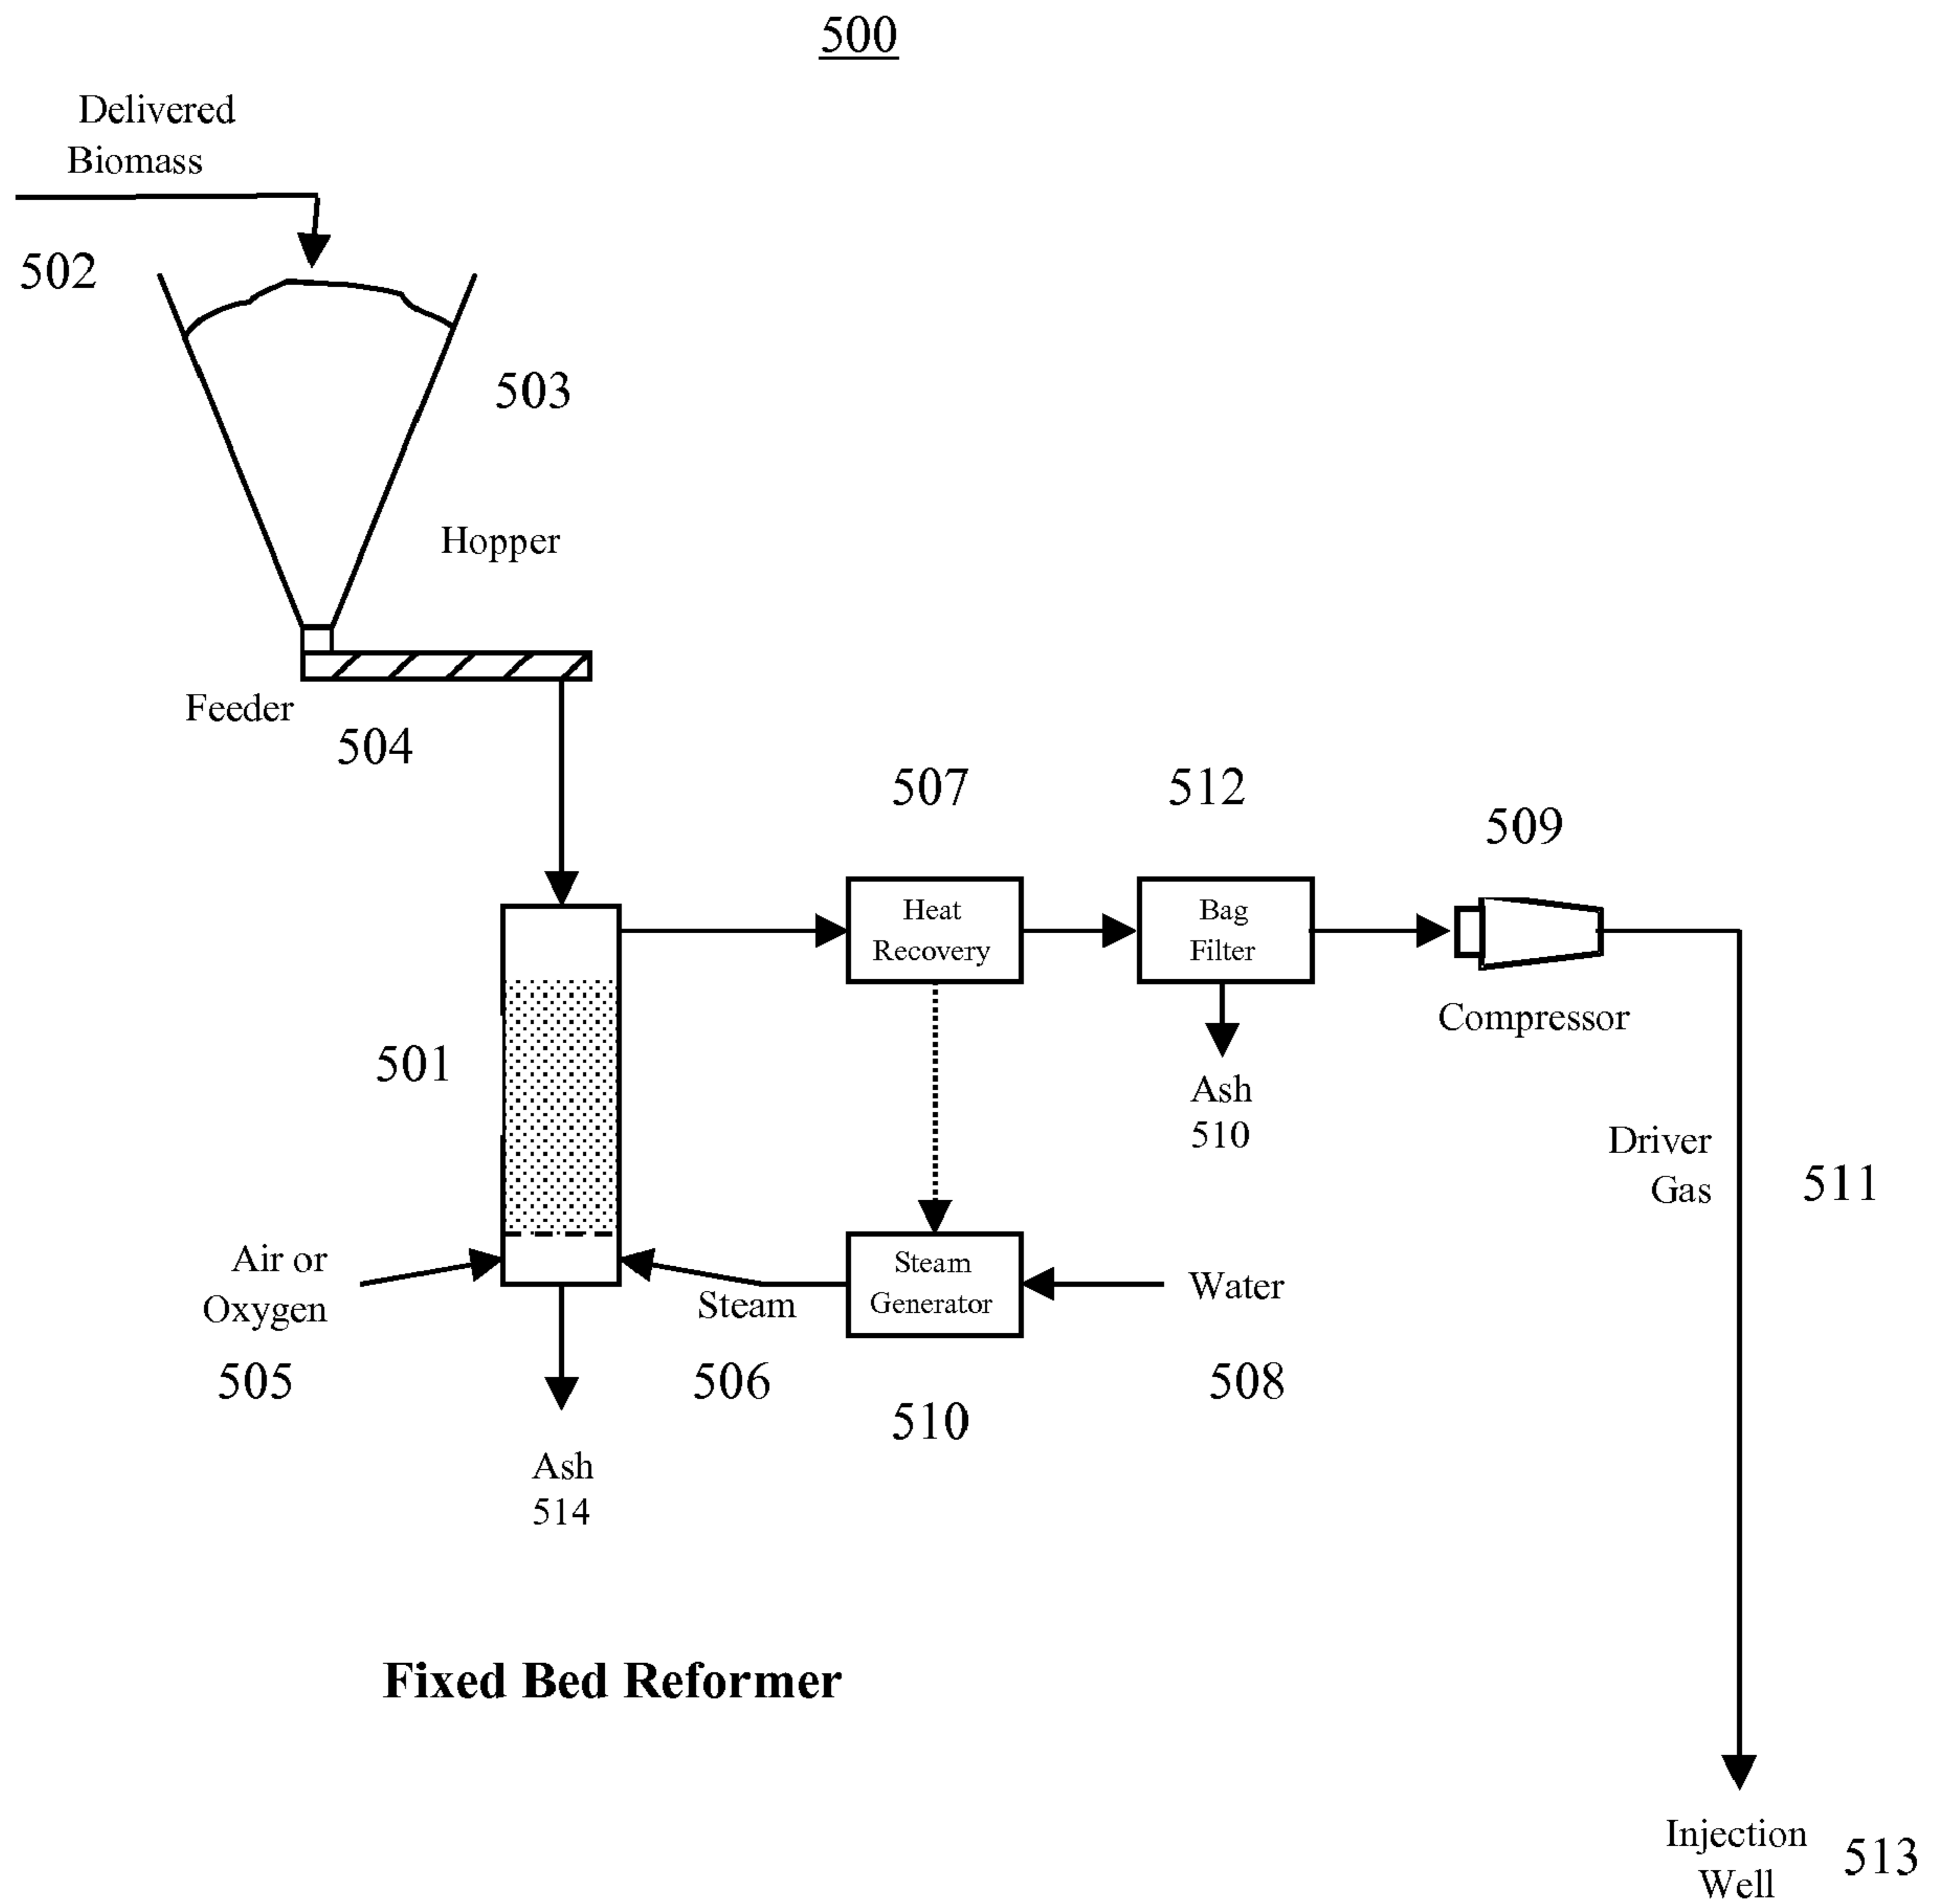 500
Delivered
Biomass
502
503
Hopper
Feeder
504
507
512
509
Heat
Recovery
Bag
Filter
Compressor
501
Ash
510
Driver
Gas
511
Air or
Oxygen
505
Steam
506
Steam
Generator
510
Water
508
Ash
514
Fixed Bed Reformer
Injection
Well
513